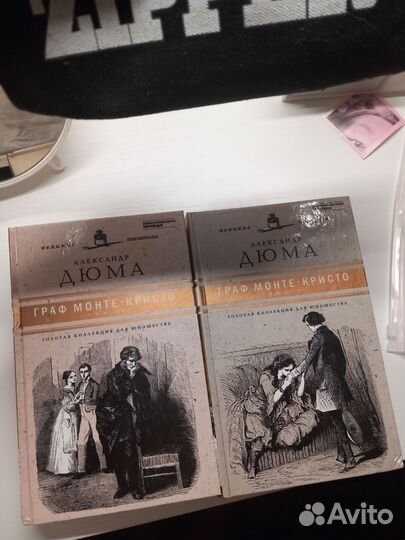 ВЕЛИКИЕ ПИСАТЕЛИ
АЛЕКСАНДР
ДЮМА
ГРАФ МОНТЕ-КРИСТО
ЗОЛОТАЯ КОЛЛЕКЦИЯ ДЛЯ ЮНОШЕСТВА
ВЕЛИКИЕ
АЛЕКСАНДР
ДЮМА
ГРАФ МОНТЕ-КРИСТО
ЗОЛОТАЯ КОЛЛЕКЦИЯ ДЛЯ ЮНОШЕСТВА
Avito